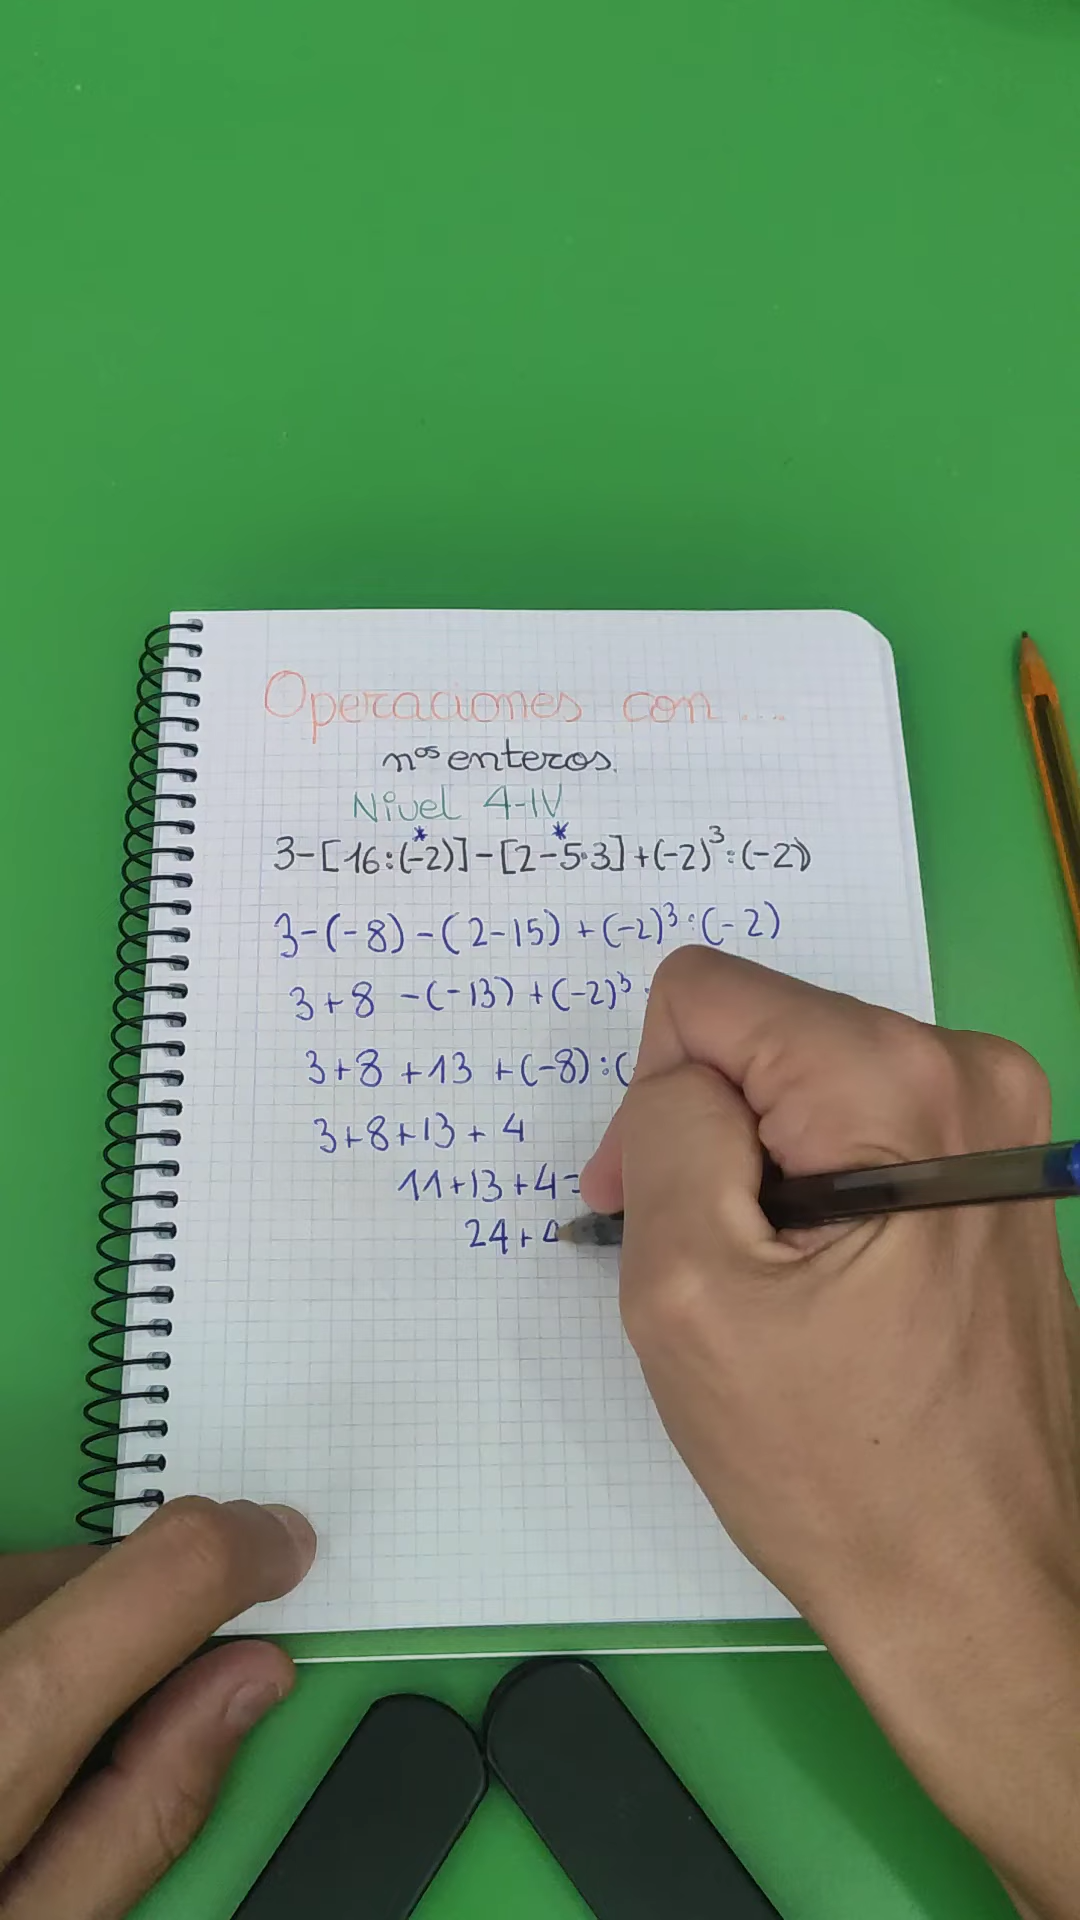 Operaciones con ...
nos enteros.
Nivel 4-IV
* *
3-[16:(-2)]-[2-5·3]+(-2)³:(-2)
3-(-8)-(2-15)+(-2)³:(-2)
3+8 -(-13)+(-2)³:
3+8 +13 +(-8):(
3+8+13+ 4
11+13+4=
24+